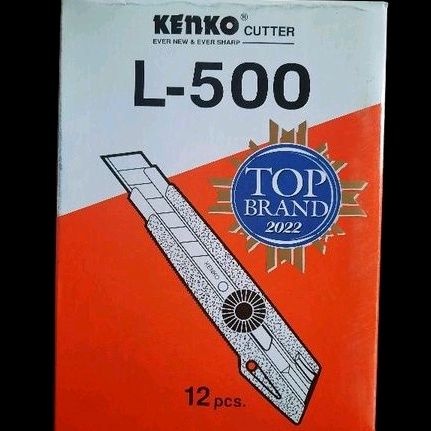 KENKO® CUTTER
EVER NEW & EVER SHARP
L-500
TOP
BRAND
2022
12 pcs.